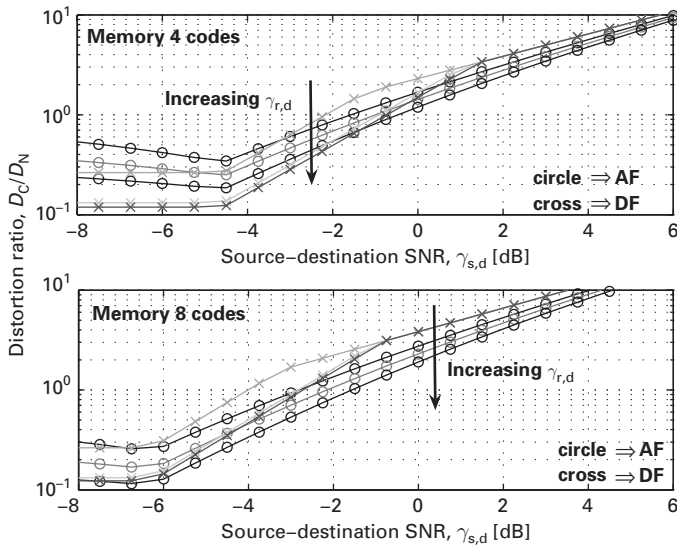 Distortion ratio, D_C/D_N
10^1
10^0
10^−1
Memory 4 codes
Increasing γ_r,d
circle ⇒ AF
cross ⇒ DF
−8 −6 −4 −2 0 2 4 6
Source–destination SNR, γ_s,d [dB]
10^1
10^0
10^−1
Memory 8 codes
Increasing γ_r,d
circle ⇒ AF
cross ⇒ DF
−8 −6 −4 −2 0 2 4 6
Source–destination SNR, γ_s,d [dB]